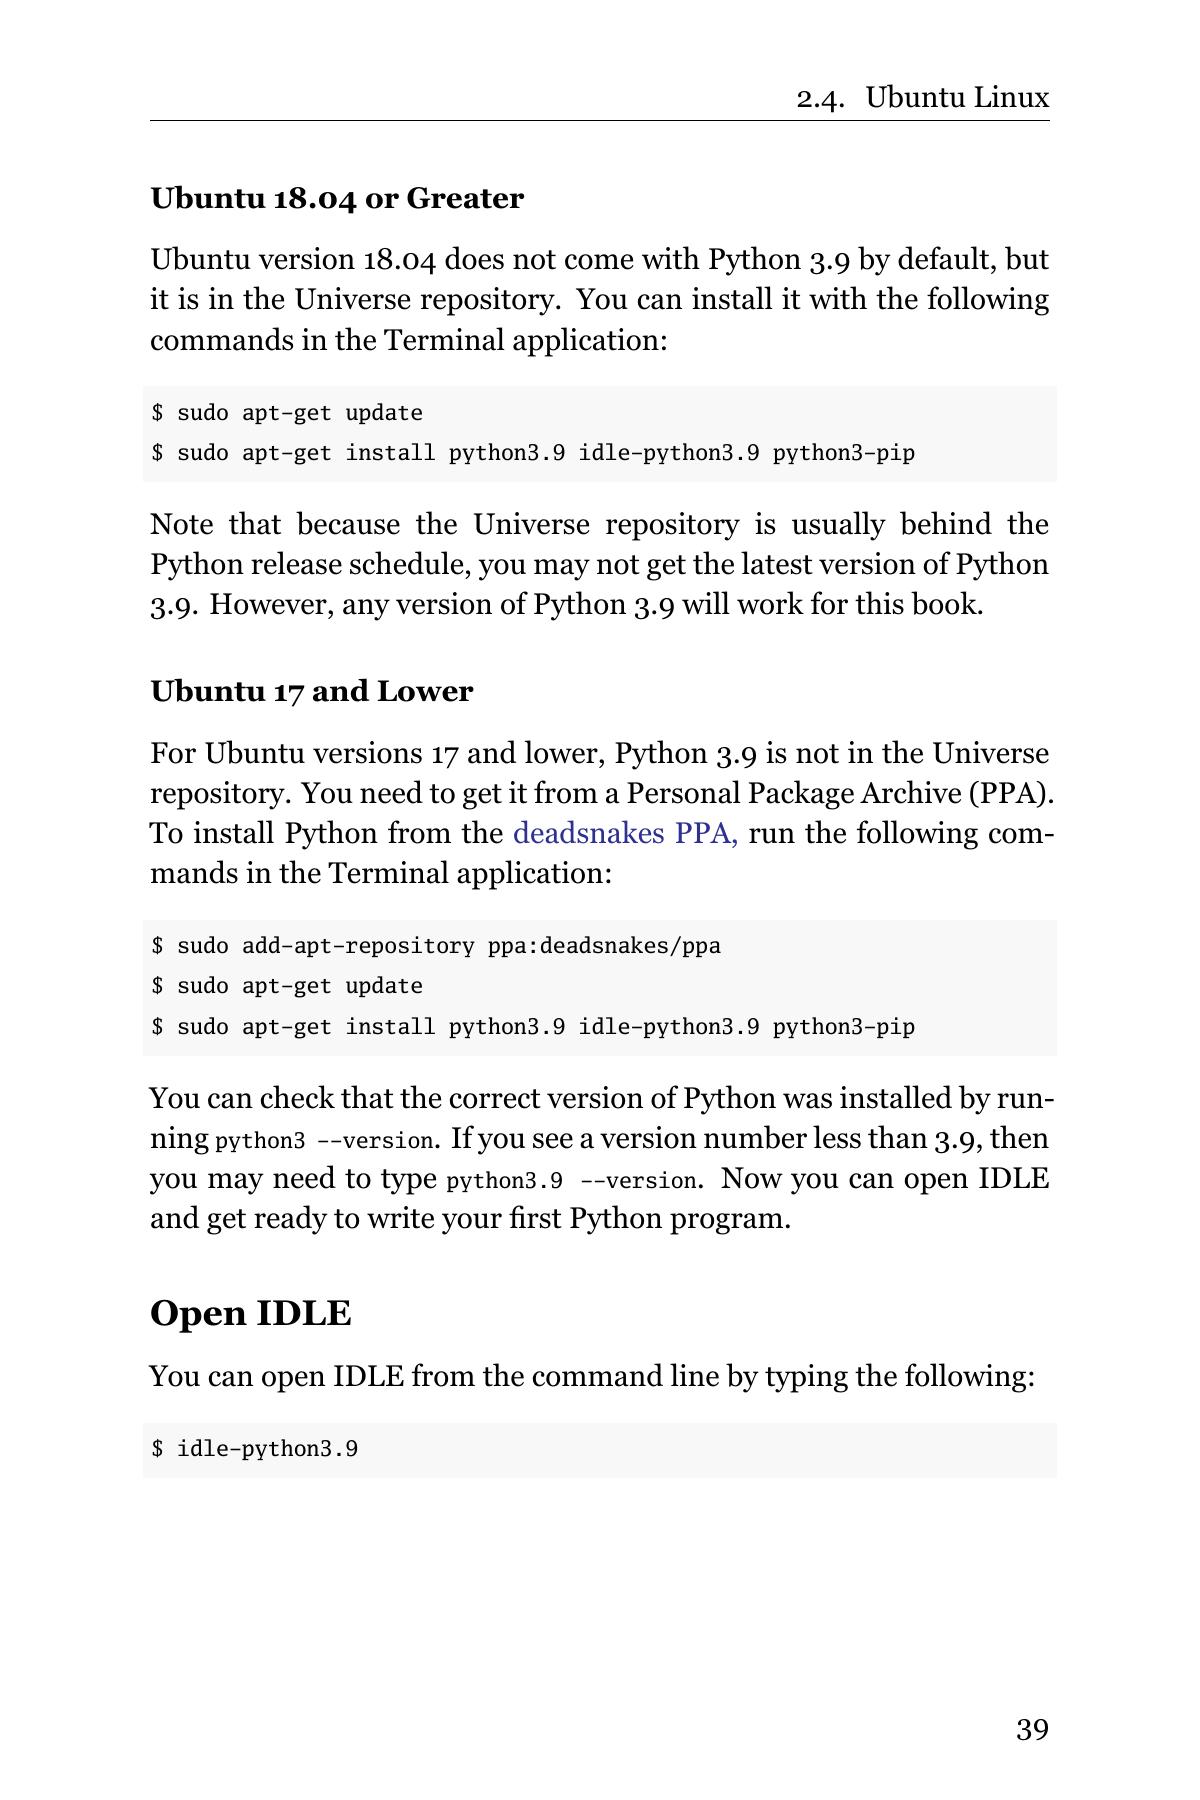 2.4. Ubuntu Linux
Ubuntu 18.04 or Greater
Ubuntu version 18.04 does not come with Python 3.9 by default, but
it is in the Universe repository. You can install it with the following
commands in the Terminal application:
$ sudo apt-get update
$ sudo apt-get install python3.9 idle-python3.9 python3-pip
Note that because the Universe repository is usually behind the
Python release schedule, you may not get the latest version of Python
3.9. However, any version of Python 3.9 will work for this book.
Ubuntu 17 and Lower
For Ubuntu versions 17 and lower, Python 3.9 is not in the Universe
repository. You need to get it from a Personal Package Archive (PPA).
To install Python from the deadsnakes PPA, run the following com-
mands in the Terminal application:
$ sudo add-apt-repository ppa:deadsnakes/ppa
$ sudo apt-get update
$ sudo apt-get install python3.9 idle-python3.9 python3-pip
You can check that the correct version of Python was installed by run-
ning python3 --version. If you see a version number less than 3.9, then
you may need to type python3.9 --version. Now you can open IDLE
and get ready to write your first Python program.
Open IDLE
You can open IDLE from the command line by typing the following:
$ idle-python3.9
39